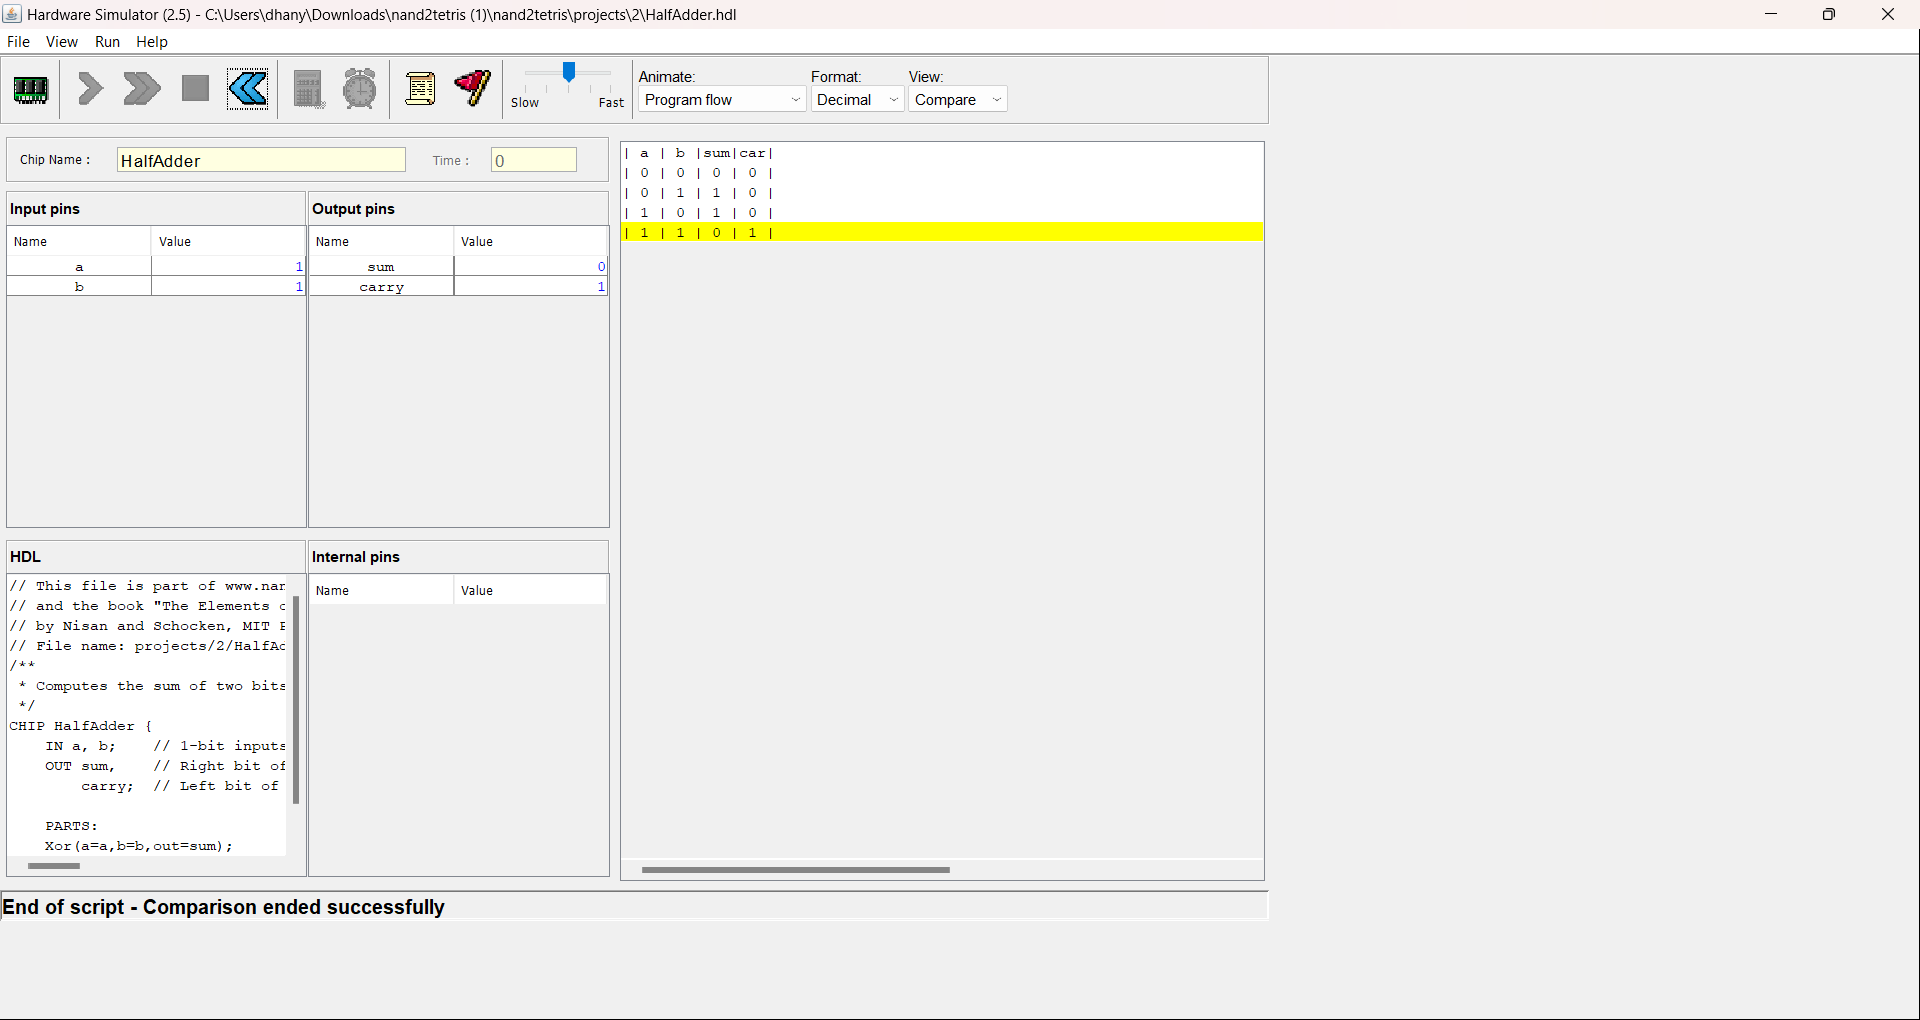 Hardware Simulator (2.5) - C:\Users\dhany\Downloads\nand2tetris (1)\nand2tetris\projects\2\HalfAdder.hdl
File View Run Help
Slow Fast
Animate: Format: View:
Program flow Decimal Compare
Chip Name : HalfAdder Time : 0
Input pins
Name Value
a 1
b 1
Output pins
Name Value
sum 0
carry 1
| a | b |sum|car|
| 0 | 0 | 0 | 0 |
| 0 | 1 | 1 | 0 |
| 1 | 0 | 1 | 0 |
| 1 | 1 | 0 | 1 |
HDL
// This file is part of www.nan
// and the book "The Elements o
// by Nisan and Schocken, MIT P
// File name: projects/2/HalfAd
/**
* Computes the sum of two bits
*/
CHIP HalfAdder {
IN a, b; // 1-bit inputs
OUT sum, // Right bit of
carry; // Left bit of
PARTS:
Xor(a=a,b=b,out=sum);
Internal pins
Name Value
End of script - Comparison ended successfully